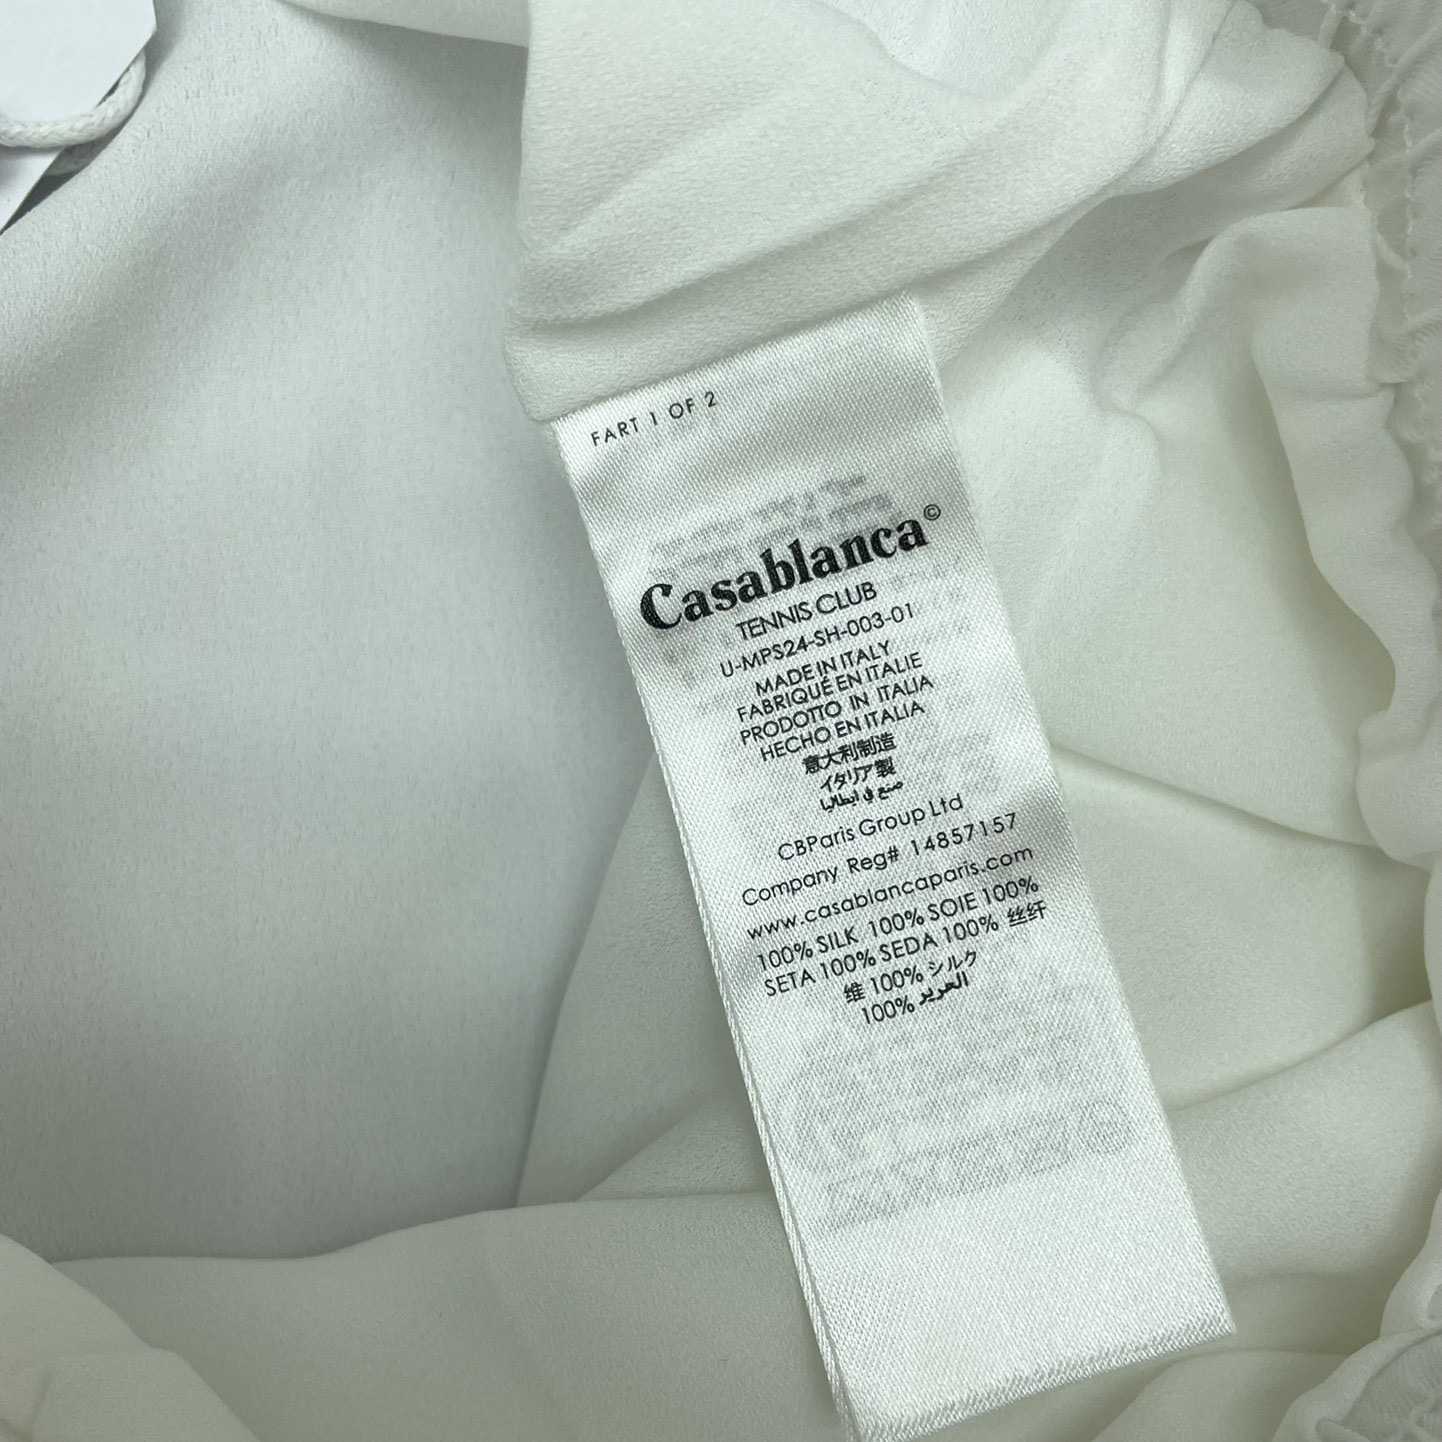 FART 1 OF 2
Casablanca©
TENNIS CLUB
U-MPS24-SH-003-01
MADE IN ITALY
FABRIQUÉ EN ITALIE
PRODOTTO IN ITALIA
HECHO EN ITALIA
意大利制造
イタリア製
صنع في ايطاليا
CBParis Group Ltd
Company Reg# 14857157
www.casablancaparis.com
100% SILK 100% SOIE 100%
SETA 100% SEDA 100% 丝纤
维 100% シルク
100% الحرير